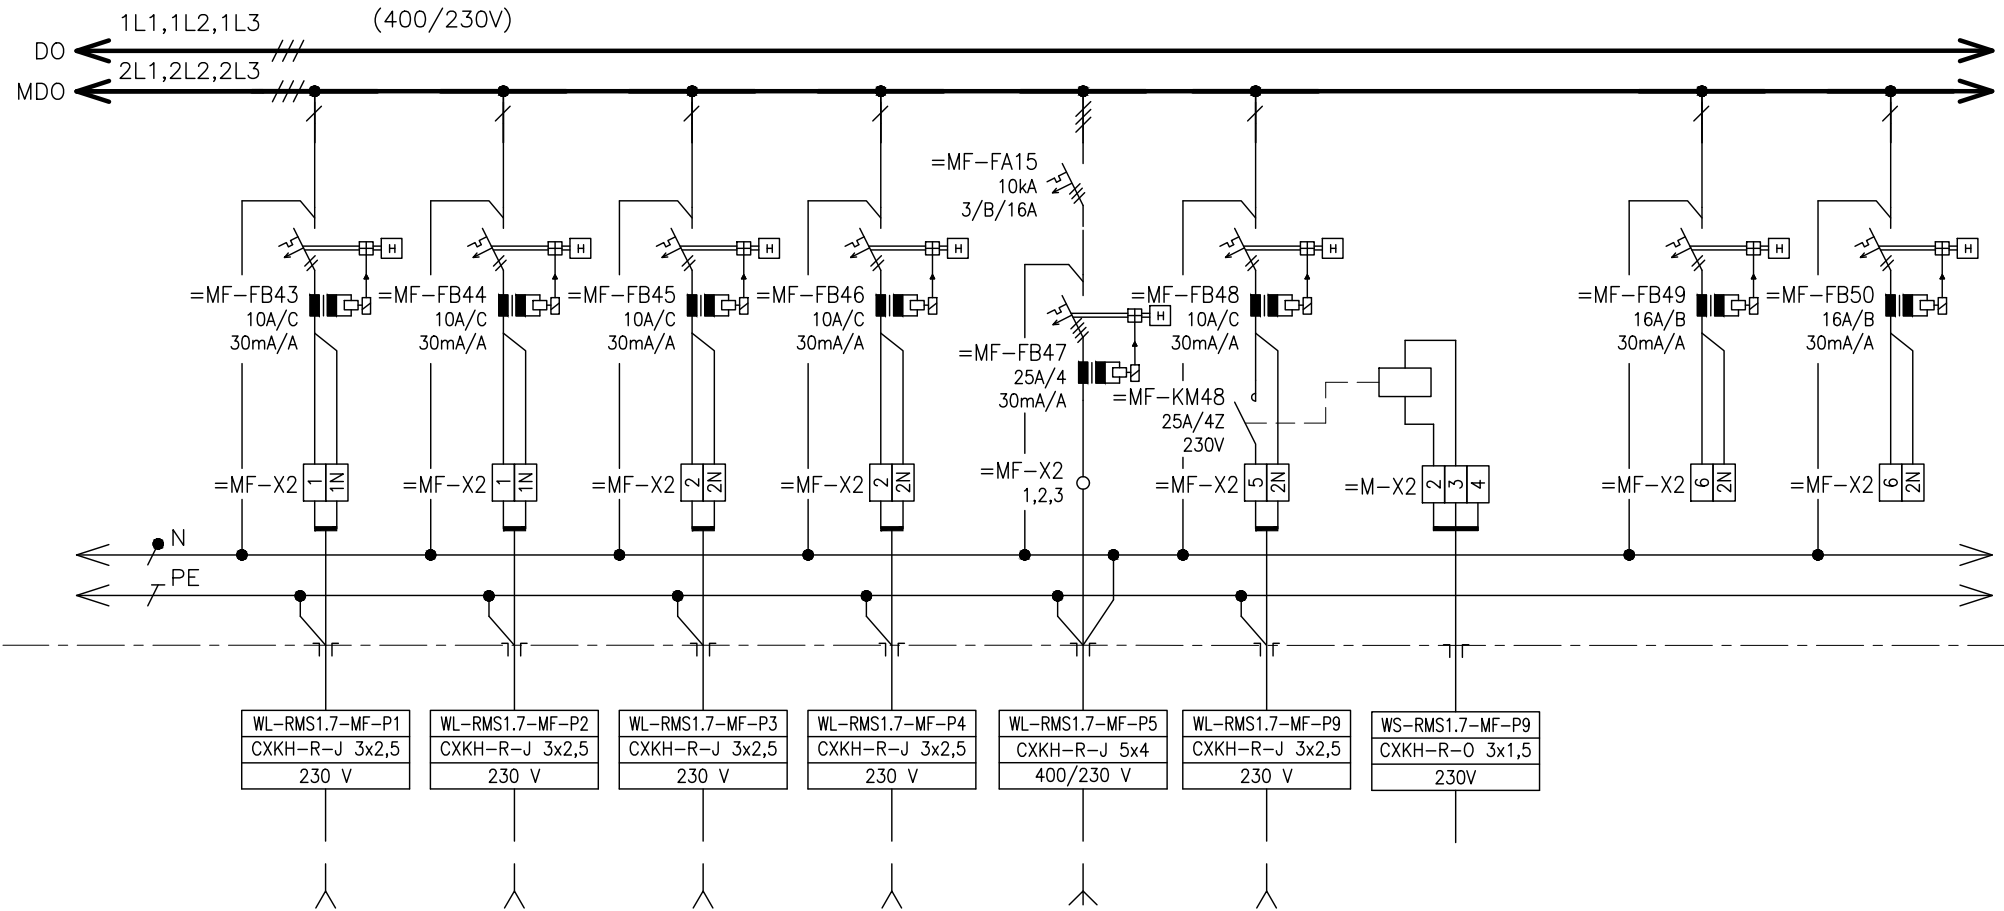 1L1,1L2,1L3
(400/230V)
DO
2L1,2L2,2L3
MDO
=MF-FA15
10kA
3/B/16A
H
H
H
H
H
H
H
H
=MF-FB43
10A/C
30mA/A
=MF-FB44
10A/C
30mA/A
=MF-FB45
10A/C
30mA/A
=MF-FB46
10A/C
30mA/A
=MF-FB47
25A/4
30mA/A
=MF-FB48
10A/C
30mA/A
=MF-FB49
16A/B
30mA/A
=MF-FB50
16A/B
30mA/A
=MF-KM48
25A/4Z
230V
=MF-X2 1 1N
=MF-X2 1 1N
=MF-X2 2 2N
=MF-X2 2 2N
=MF-X2
1,2,3
=MF-X2 5 2N
=M-X2 2 3 4
=MF-X2 6 2N
=MF-X2 6 2N
N
PE
WL-RMS1.7-MF-P1
CXKH-R-J 3x2,5
230 V
WL-RMS1.7-MF-P2
CXKH-R-J 3x2,5
230 V
WL-RMS1.7-MF-P3
CXKH-R-J 3x2,5
230 V
WL-RMS1.7-MF-P4
CXKH-R-J 3x2,5
230 V
WL-RMS1.7-MF-P5
CXKH-R-J 5x4
400/230 V
WL-RMS1.7-MF-P9
CXKH-R-J 3x2,5
230 V
WS-RMS1.7-MF-P9
CXKH-R-O 3x1,5
230V